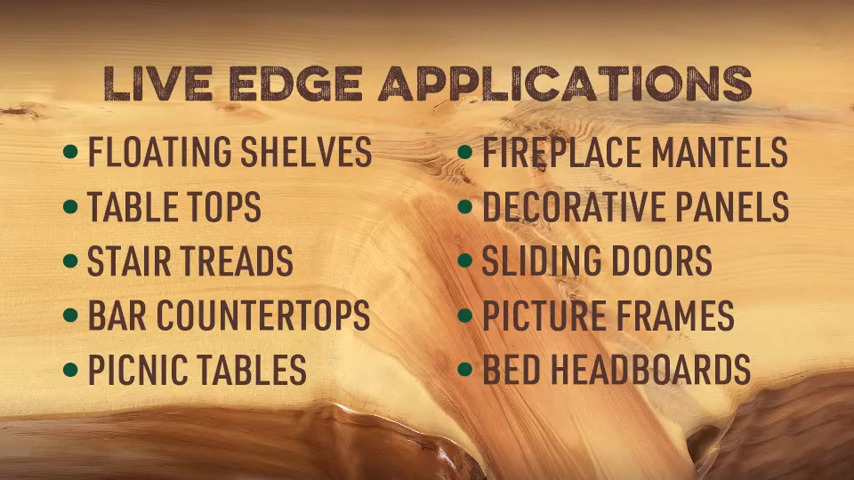 LIVE EDGE APPLICATIONS
• FLOATING SHELVES
• TABLE TOPS
• STAIR TREADS
• BAR COUNTERTOPS
• PICNIC TABLES
• FIREPLACE MANTELS
• DECORATIVE PANELS
• SLIDING DOORS
• PICTURE FRAMES
• BED HEADBOARDS